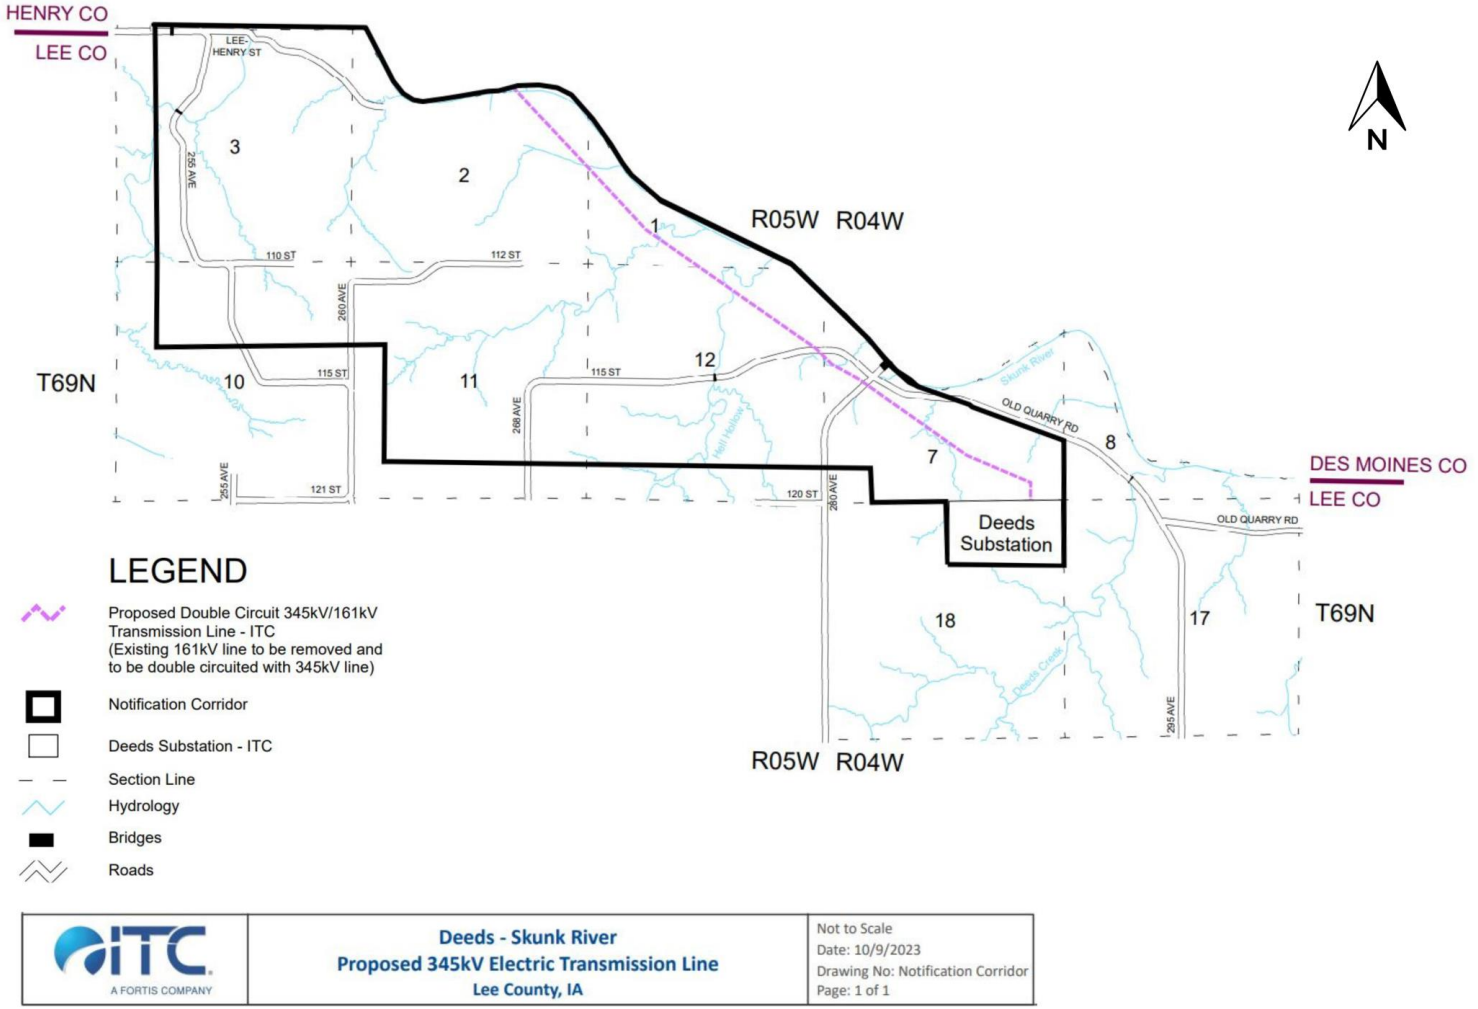 HENRY CO
LEE CO
LEE-
HENRY ST
N
3
255 AVE
2
1
R05W R04W
110 ST
112 ST
260 AVE
T69N
10
115 ST
11
268 AVE
115 ST
12
Hell Hollow
Skunk River
OLD QUARRY RD
8
7
DES MOINES CO
LEE CO
255 AVE
121 ST
120 ST
280 AVE
Deeds
Substation
OLD QUARRY RD
18
17
T69N
Deeds Creek
295 AVE
R05W R04W
LEGEND
Proposed Double Circuit 345kV/161kV
Transmission Line - ITC
(Existing 161kV line to be removed and
to be double circuited with 345kV line)
Notification Corridor
Deeds Substation - ITC
Section Line
Hydrology
Bridges
Roads
ITC
A FORTIS COMPANY
Deeds - Skunk River
Proposed 345kV Electric Transmission Line
Lee County, IA
Not to Scale
Date: 10/9/2023
Drawing No: Notification Corridor
Page: 1 of 1